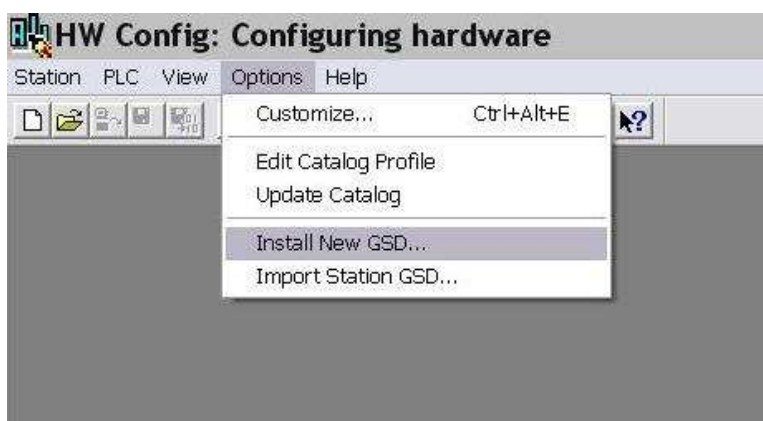 HW Config: Configuring hardware
Station PLC View Options Help
Customize... Ctrl+Alt+E
Edit Catalog Profile
Update Catalog
Install New GSD...
Import Station GSD...